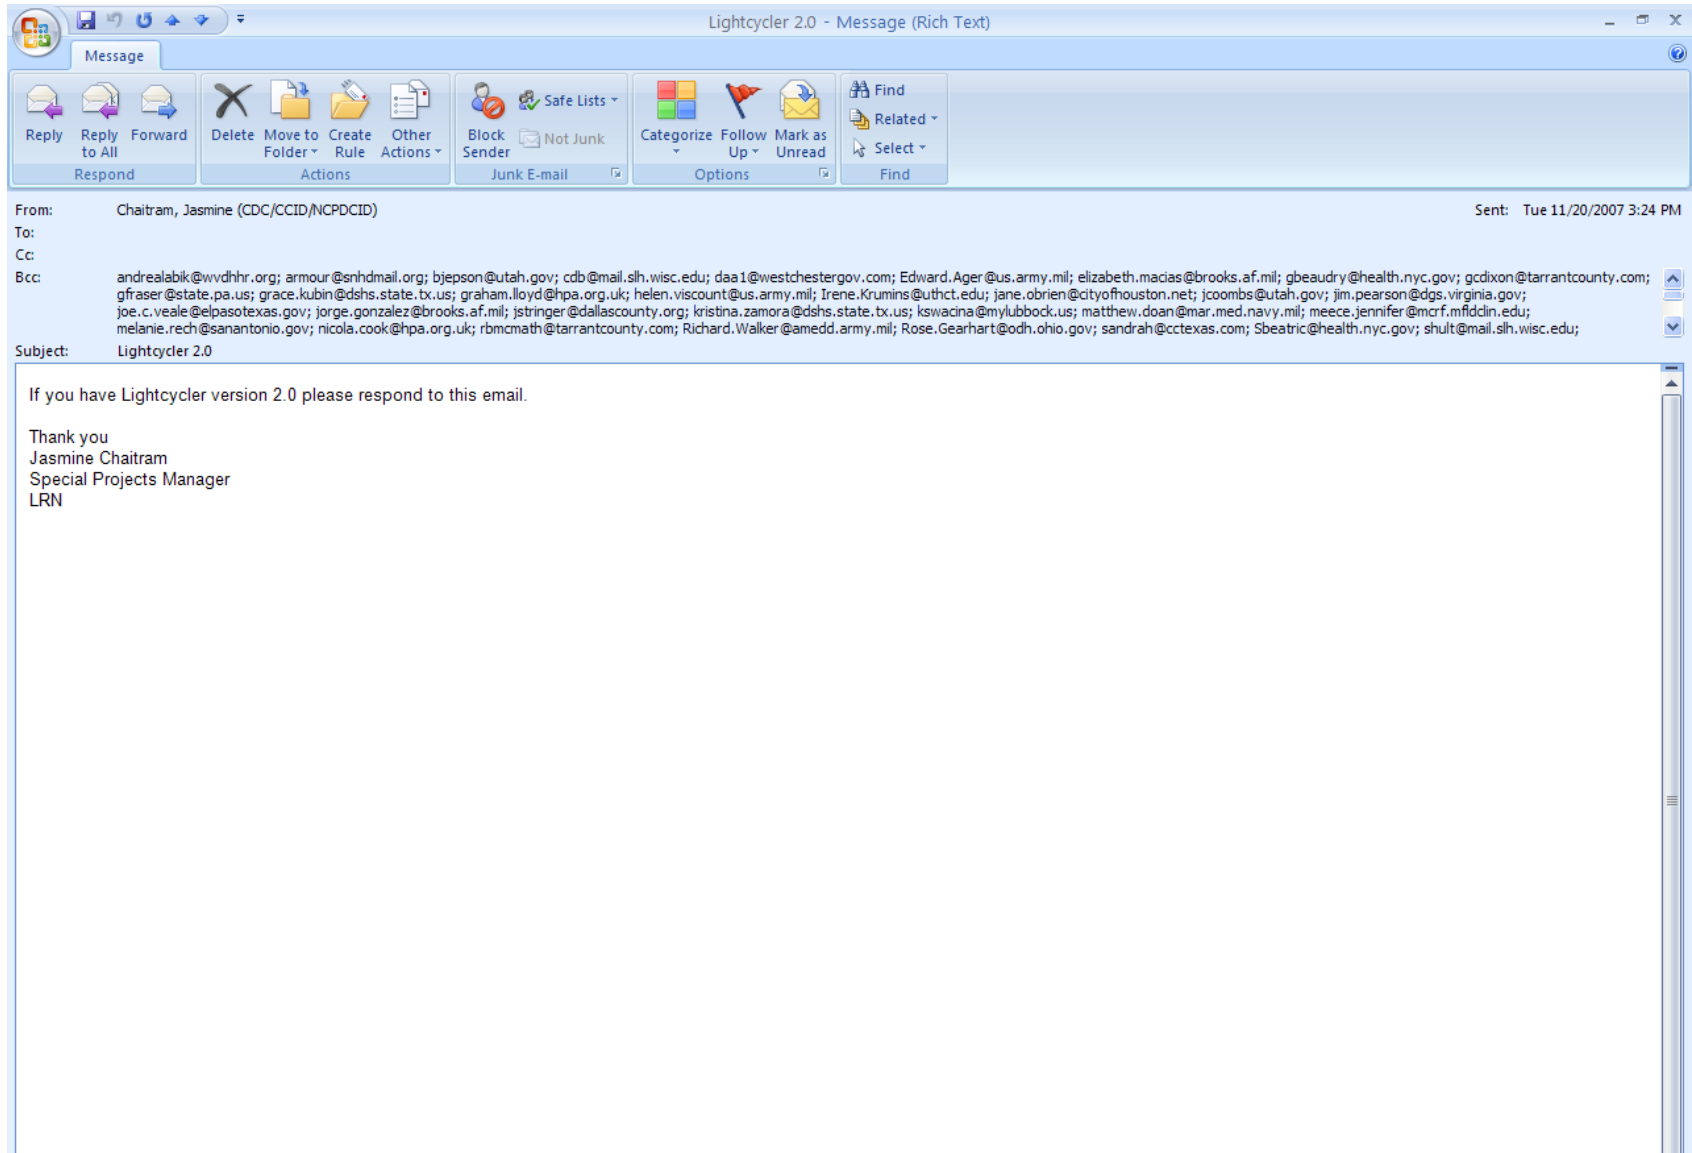 Lightcycler 2.0 - Message (Rich Text)
Message
Reply
Reply to All
Forward
Respond
Delete
Move to Folder
Create Rule
Other Actions
Actions
Block Sender
Safe Lists
Not Junk
Junk E-mail
Categorize
Follow Up
Mark as Unread
Options
Find
Related
Select
Find
From: Chaitram, Jasmine (CDC/CCID/NCPDCID) Sent: Tue 11/20/2007 3:24 PM
To:
Cc:
Bcc: andrealabik@wvdhhr.org; armour@snhdmail.org; bjepson@utah.gov; cdb@mail.slh.wisc.edu; daa1@westchestergov.com; Edward.Ager@us.army.mil; elizabeth.macias@brooks.af.mil; gbeaudry@health.nyc.gov; gcdixon@tarrantcounty.com;
gfraser@state.pa.us; grace.kubin@dshs.state.tx.us; graham.lloyd@hpa.org.uk; helen.viscount@us.army.mil; Irene.Krumins@uthct.edu; jane.obrien@cityofhouston.net; jcoombs@utah.gov; jim.pearson@dgs.virginia.gov;
joe.c.veale@elpasotexas.gov; jorge.gonzalez@brooks.af.mil; jstringer@dallascounty.org; kristina.zamora@dshs.state.tx.us; kswacina@mylubbock.us; matthew.doan@mar.med.navy.mil; meece.jennifer@mcrf.mfldclin.edu;
melanie.rech@sanantonio.gov; nicola.cook@hpa.org.uk; rbmcmath@tarrantcounty.com; Richard.Walker@amedd.army.mil; Rose.Gearhart@odh.ohio.gov; sandrah@cctexas.com; Sbeatric@health.nyc.gov; shult@mail.slh.wisc.edu;
Subject: Lightcycler 2.0
If you have Lightcycler version 2.0 please respond to this email.
Thank you
Jasmine Chaitram
Special Projects Manager
LRN